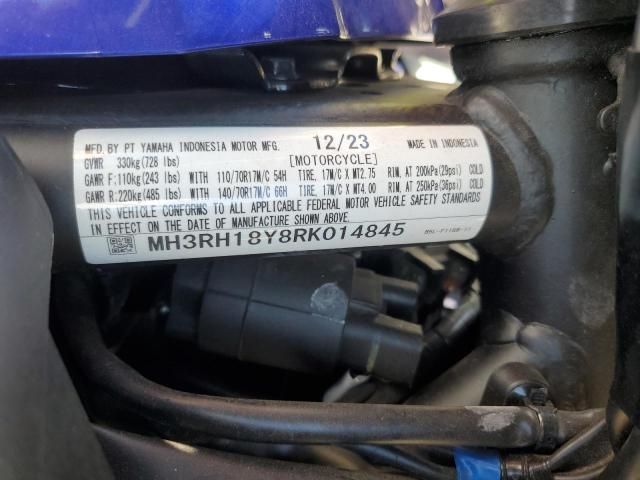 MFD. BY PT YAMAHA INDONESIA MOTOR MFG. 12/23 MADE IN INDONESIA
GVWR 330kg(728 lbs) [MOTORCYCLE]
GAWR F:110kg(243 lbs) WITH 110/70R17M/C 54H TIRE, 17M/C X MT2.75 RIM, AT 200kPa(29psi) COLD
GAWR R:220kg(485 lbs) WITH 140/70R17M/C 66H TIRE, 17M/C X MT4.00 RIM, AT 250kPa(36psi) COLD
THIS VEHICLE CONFORMS TO ALL APPLICABLE FEDERAL MOTOR VEHICLE SAFETY STANDARDS
IN EFFECT ON THE DATE OF MANUFACTURE SHOWN ABOVE.
MH3RH18Y8RK014845